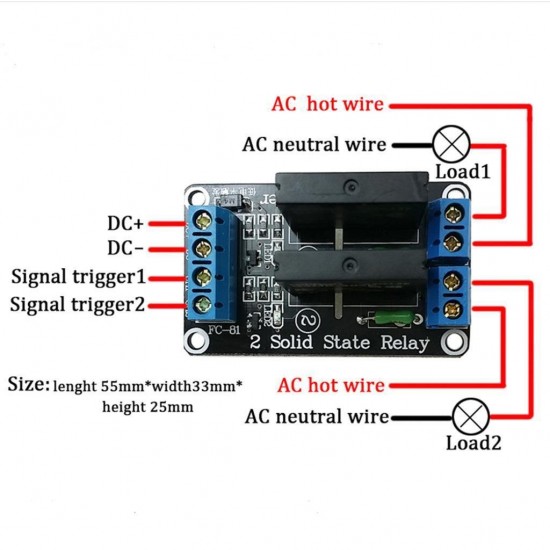 AC hot wire
AC neutral wire
Load1
DC+
DC-
Signal trigger1
Signal trigger2
FC-81
2 Solid State Relay
Size: lenght 55mm*width33mm*
height 25mm
AC hot wire
AC neutral wire
Load2